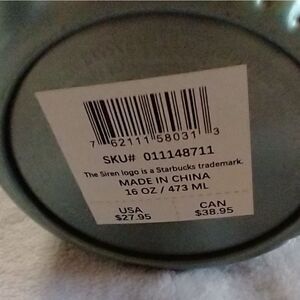 7 62111 58031 3
SKU# 011148711
The Siren logo is a Starbucks trademark.
MADE IN CHINA
16 OZ / 473 ML
USA CAN
$27.95 $38.95